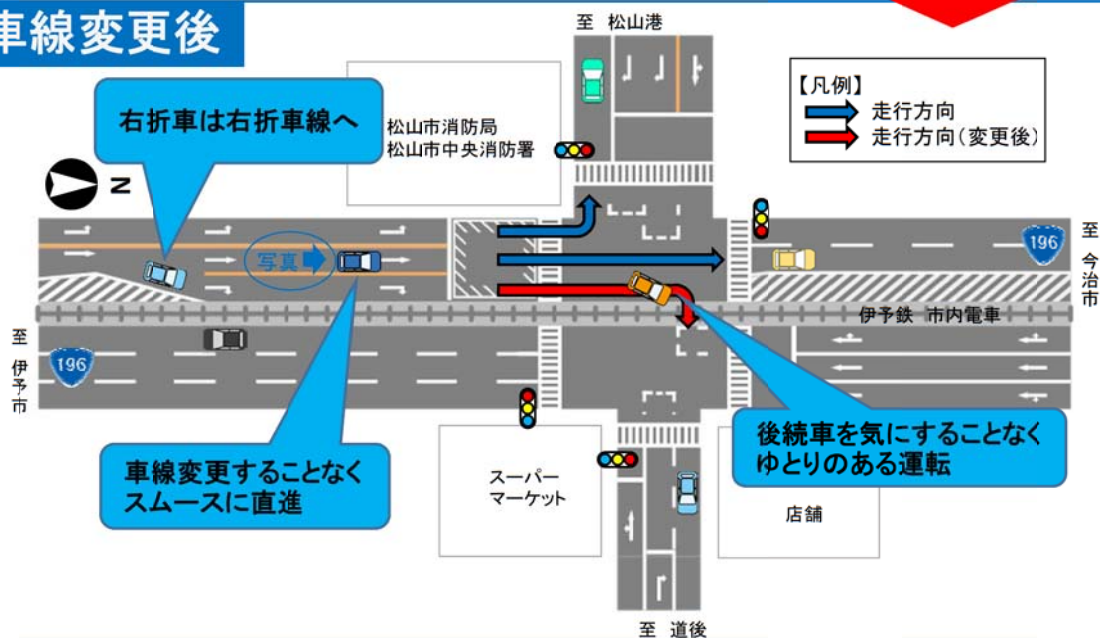 車線変更後
至 松山港
【凡例】
走行方向
走行方向(変更後)
右折車は右折車線へ
松山市消防局
松山市中央消防署
N
写真
196
至 今治市
伊予鉄 市内電車
至 伊予市
196
車線変更することなく
スムースに直進
後続車を気にすることなく
ゆとりのある運転
スーパー
マーケット
店舗
至 道後